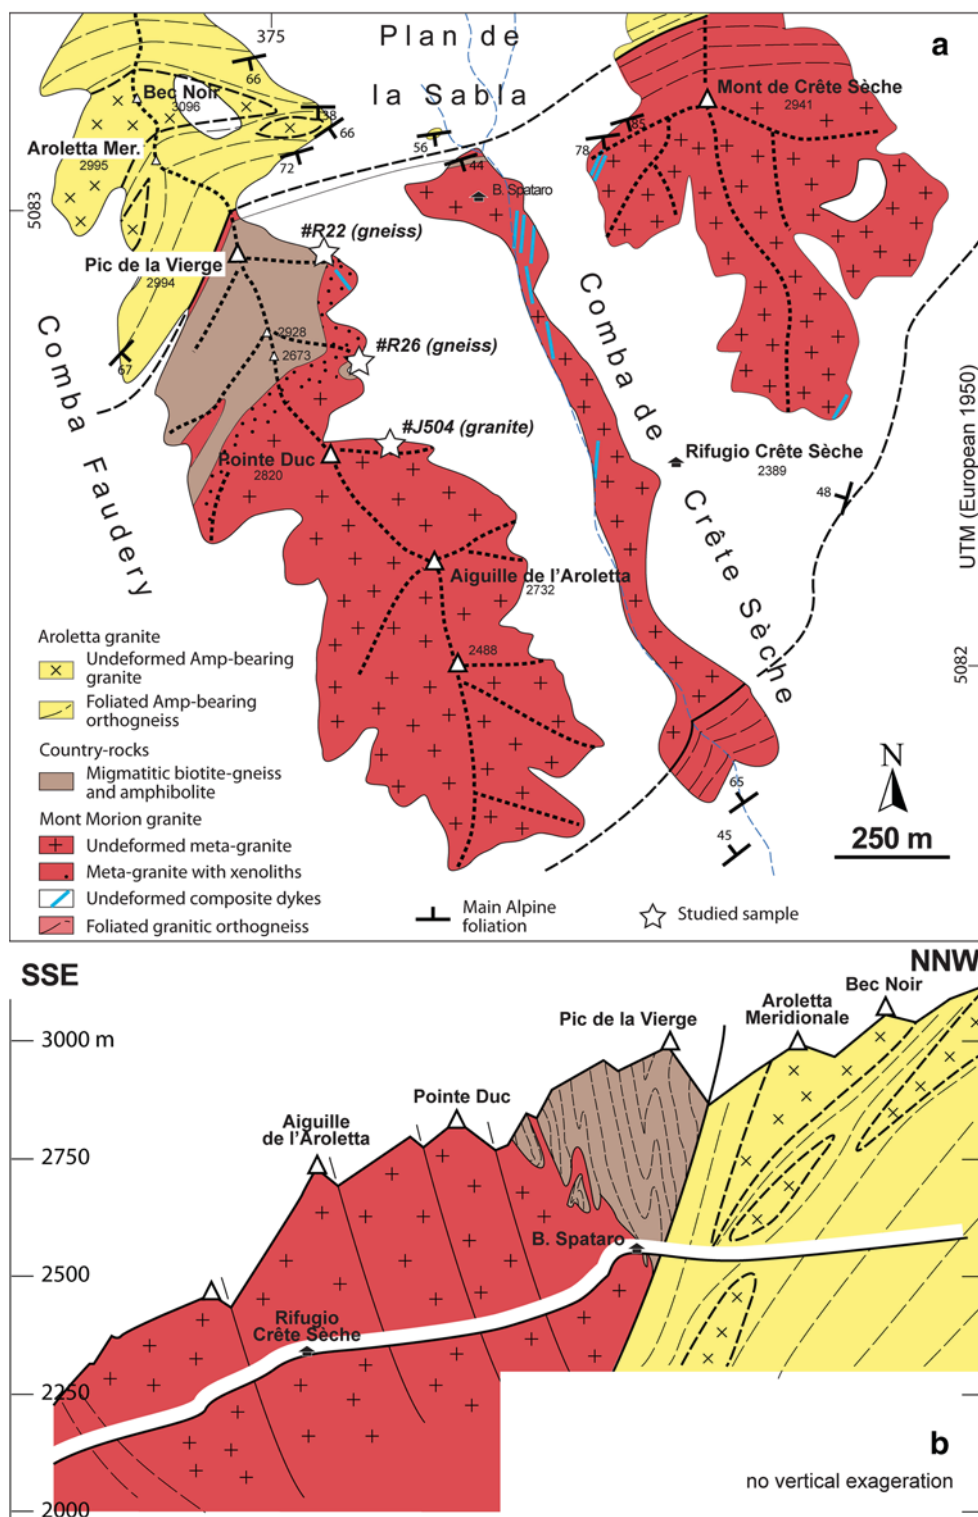 375
Plan de
la Sabla
a
66
Bec Noir
3096
38
66
Aroletta Mer.
2995
72
56
44
B. Spataro
Mont de Crête Sèche
2941
85
78
5083
#R22 (gneiss)
Pic de la Vierge
2994
2928
2673
#R26 (gneiss)
67
#J504 (granite)
Pointe Duc
2820
Comba Faudery
Comba de Crête Sèche
Rifugio Crête Sèche
2389
48
UTM (European 1950)
Aiguille de l'Aroletta
2732
2488
5082
65
45
N
250 m
Aroletta granite
Undeformed Amp-bearing
granite
Foliated Amp-bearing
orthogneiss
Country-rocks
Migmatitic biotite-gneiss
and amphibolite
Mont Morion granite
Undeformed meta-granite
Meta-granite with xenoliths
Undeformed composite dykes
Foliated granitic orthogneiss
Main Alpine
foliation
Studied sample
SSE
NNW
Bec Noir
Aroletta
Meridionale
Pic de la Vierge
3000 m
Pointe Duc
Aiguille
de l'Aroletta
2750
B. Spataro
2500
Rifugio
Crête Sèche
2250
b
no vertical exageration
2000